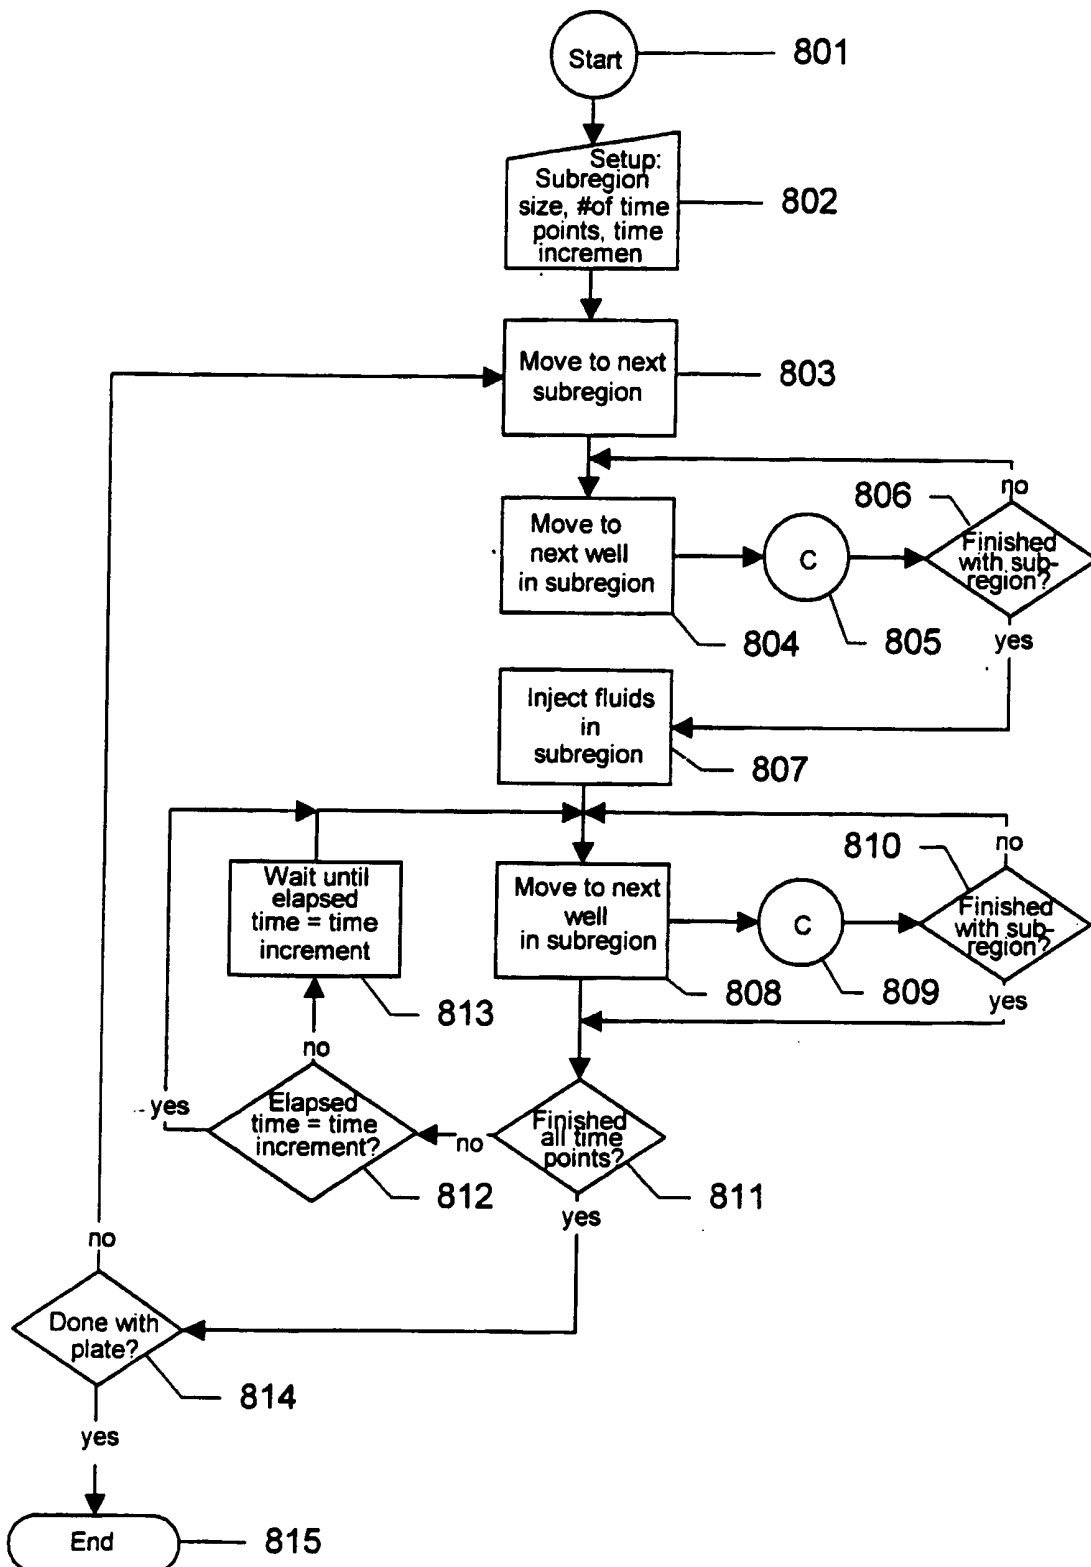 Start
801
Setup:
Subregion
size, #of time
points, time
incremen
802
Move to next
subregion
803
no
806
Move to
next well
in subregion
C
Finished
with sub-
region?
804
805
yes
Inject fluids
in
subregion
807
no
810
Wait until
elapsed
time = time
increment
Move to next
well
in subregion
C
Finished
with sub-
region?
813
808
809
yes
no
yes
Elapsed
time = time
increment?
no
Finished
all time
points?
812
811
yes
no
Done with
plate?
814
yes
End
815